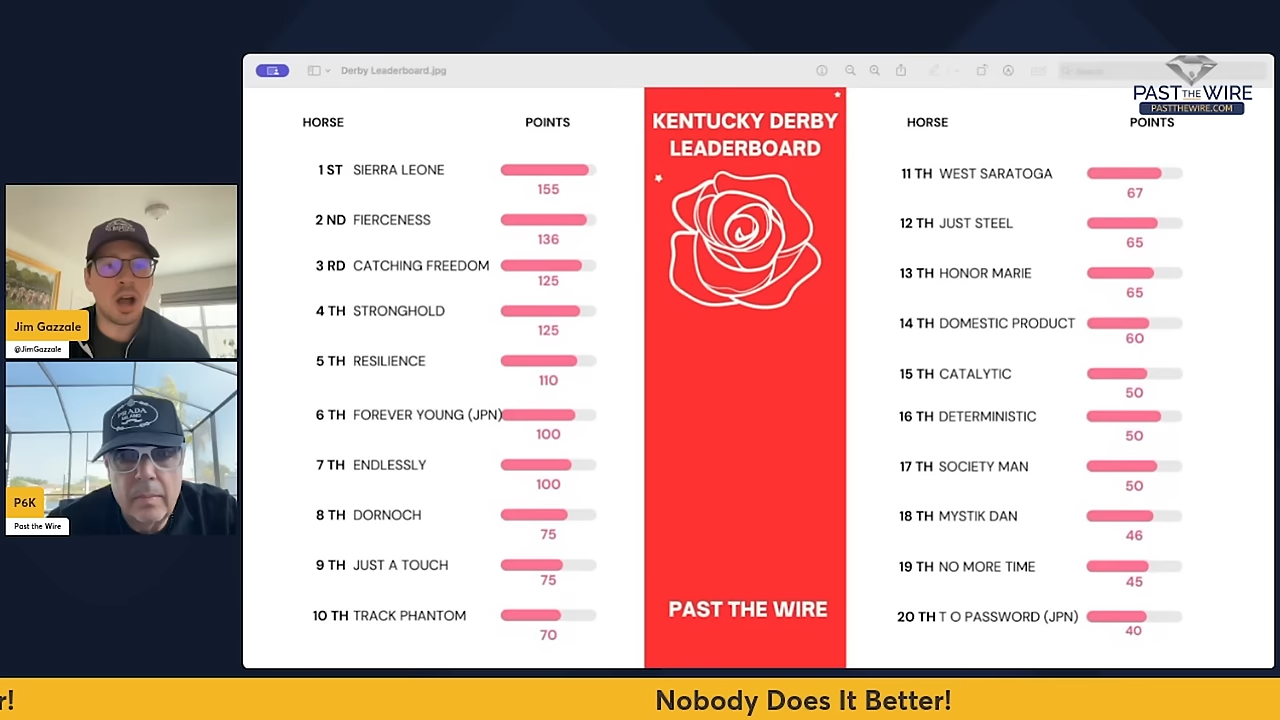 Derby Leaderboard.jpg
Search
PAST THE WIRE
PASTTHEWIRE.COM
HORSE POINTS
1 ST SIERRA LEONE
155
2 ND FIERCENESS
136
3 RD CATCHING FREEDOM
125
4 TH STRONGHOLD
125
5 TH RESILIENCE
110
6 TH FOREVER YOUNG (JPN)
100
7 TH ENDLESSLY
100
8 TH DORNOCH
75
9 TH JUST A TOUCH
75
10 TH TRACK PHANTOM
70
KENTUCKY DERBY
LEADERBOARD
PAST THE WIRE
HORSE POINTS
11 TH WEST SARATOGA
67
12 TH JUST STEEL
65
13 TH HONOR MARIE
65
14 TH DOMESTIC PRODUCT
60
15 TH CATALYTIC
50
16 TH DETERMINISTIC
50
17 TH SOCIETY MAN
50
18 TH MYSTIK DAN
46
19 TH NO MORE TIME
45
20 TH T O PASSWORD (JPN)
40
Jim Gazzale
@JimGazzale
PRADA
MILANO
P6K
Past the Wire
r!
Nobody Does It Better!